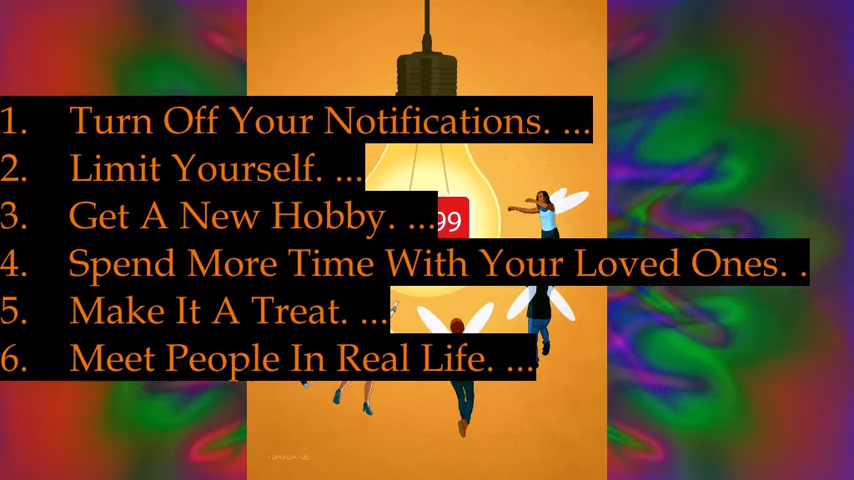 1. Turn Off Your Notifications. ...
2. Limit Yourself. ...
3. Get A New Hobby. ...
99
4. Spend More Time With Your Loved Ones. .
5. Make It A Treat. ...
6. Meet People In Real Life. ...